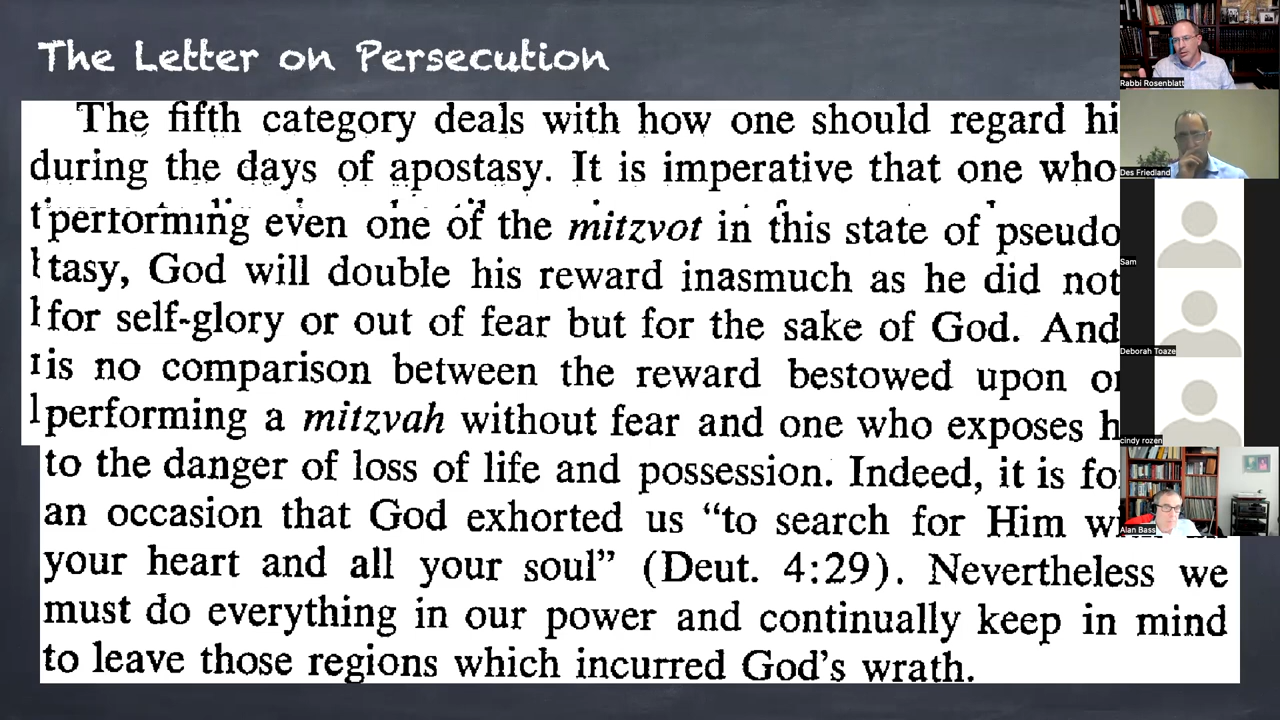 The Letter on Persecution
The fifth category deals with how one should regard hi
during the days of apostasy. It is imperative that one who
performing even one of the mitzvot in this state of pseudo
tasy, God will double his reward inasmuch as he did not
for self-glory or out of fear but for the sake of God. And
is no comparison between the reward bestowed upon
performing a mitzvah without fear and one who exposes h
to the danger of loss of life and possession. Indeed, it is fo
an occasion that God exhorted us “to search for Him
your heart and all your soul” (Deut. 4:29). Nevertheless we
must do everything in our power and continually keep in mind
to leave those regions which incurred God’s wrath.
Rabbi Rosenblatt
Des Friedland
Sam
Deborah Toaze
cindy rozen
Alan Bass